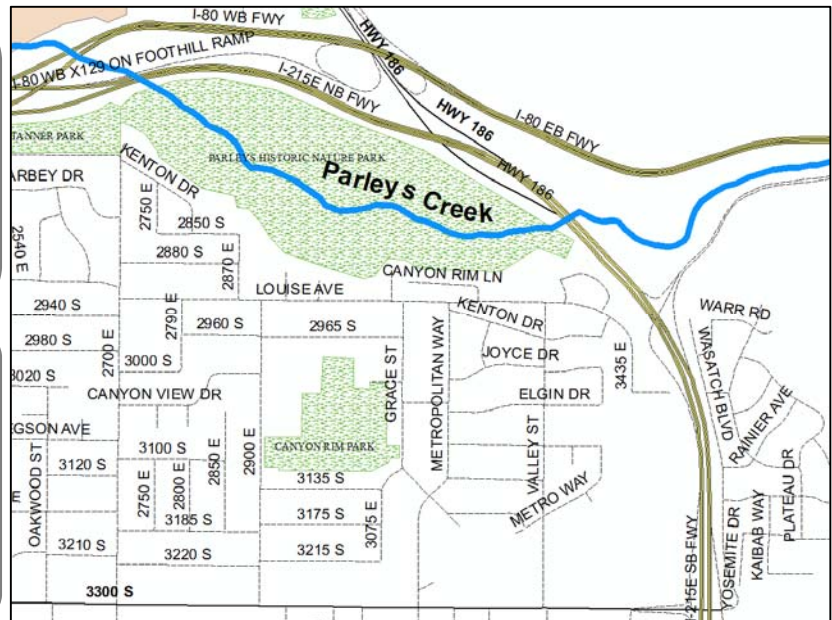 I-80 WB FWY
HWY 186
I-80 WB X129 ON FOOTHILL RAMP
I-215E NB FWY
HWY 186
I-80 EB FWY
TANNER PARK
PARLEYS HISTORIC NATURE PARK
HWY 186
ARBEY DR
KENTON DR
Parleys Creek
2750 E
2850 S
2540 E
2880 S
2870 E
CANYON RIM LN
LOUISE AVE
2940 S
2790 E
2960 S
2965 S
KENTON DR
WARR RD
2980 S
2700 E
3000 S
GRACE ST
METROPOLITAN WAY
JOYCE DR
3435 E
WASATCH BLVD
3020 S
CANYON VIEW DR
ELGIN DR
RAINIER AVE
EGSON AVE
3100 S
2850 E
2900 E
CANYON RIM PARK
VALLEY ST
PLATEAU DR
OAKWOOD ST
3120 S
2750 E
2800 E
3135 S
METRO WAY
KAIBAB WAY
E
3185 S
3175 S
3075 E
YOSEMITE DR
3210 S
3220 S
3215 S
I-215E SB FWY
3300 S